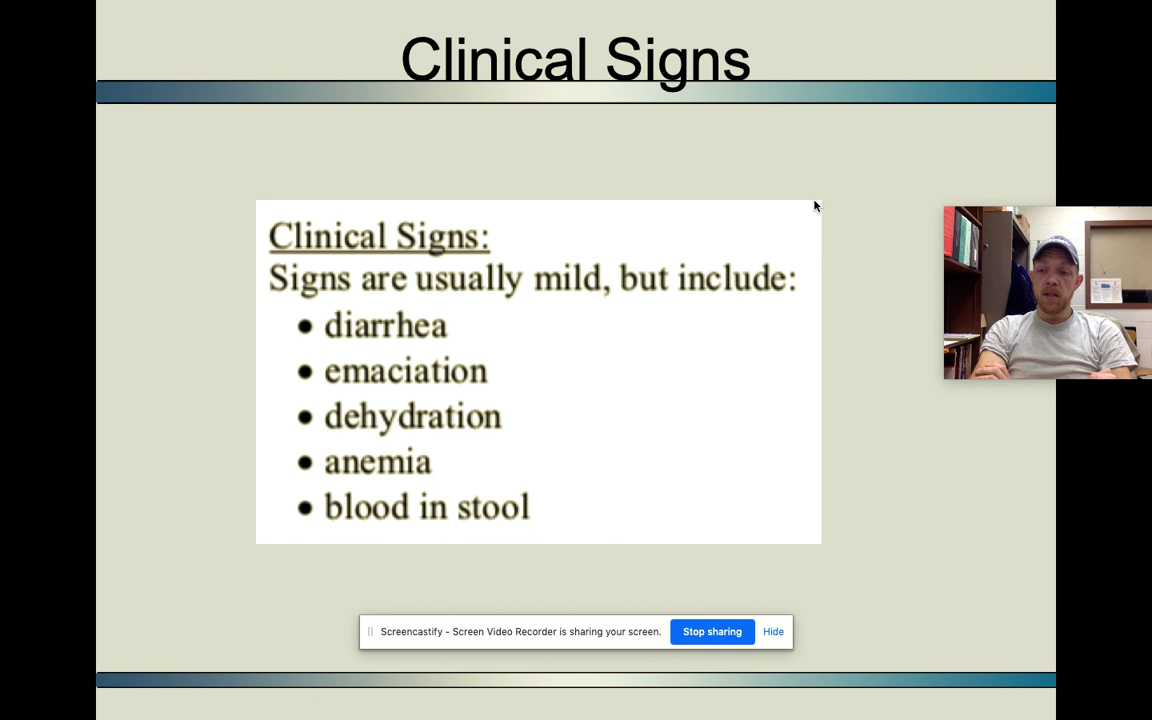 Clinical Signs
Clinical Signs:
Signs are usually mild, but include:
• diarrhea
• emaciation
• dehydration
• anemia
• blood in stool
Screencastify - Screen Video Recorder is sharing your screen. Stop sharing Hide